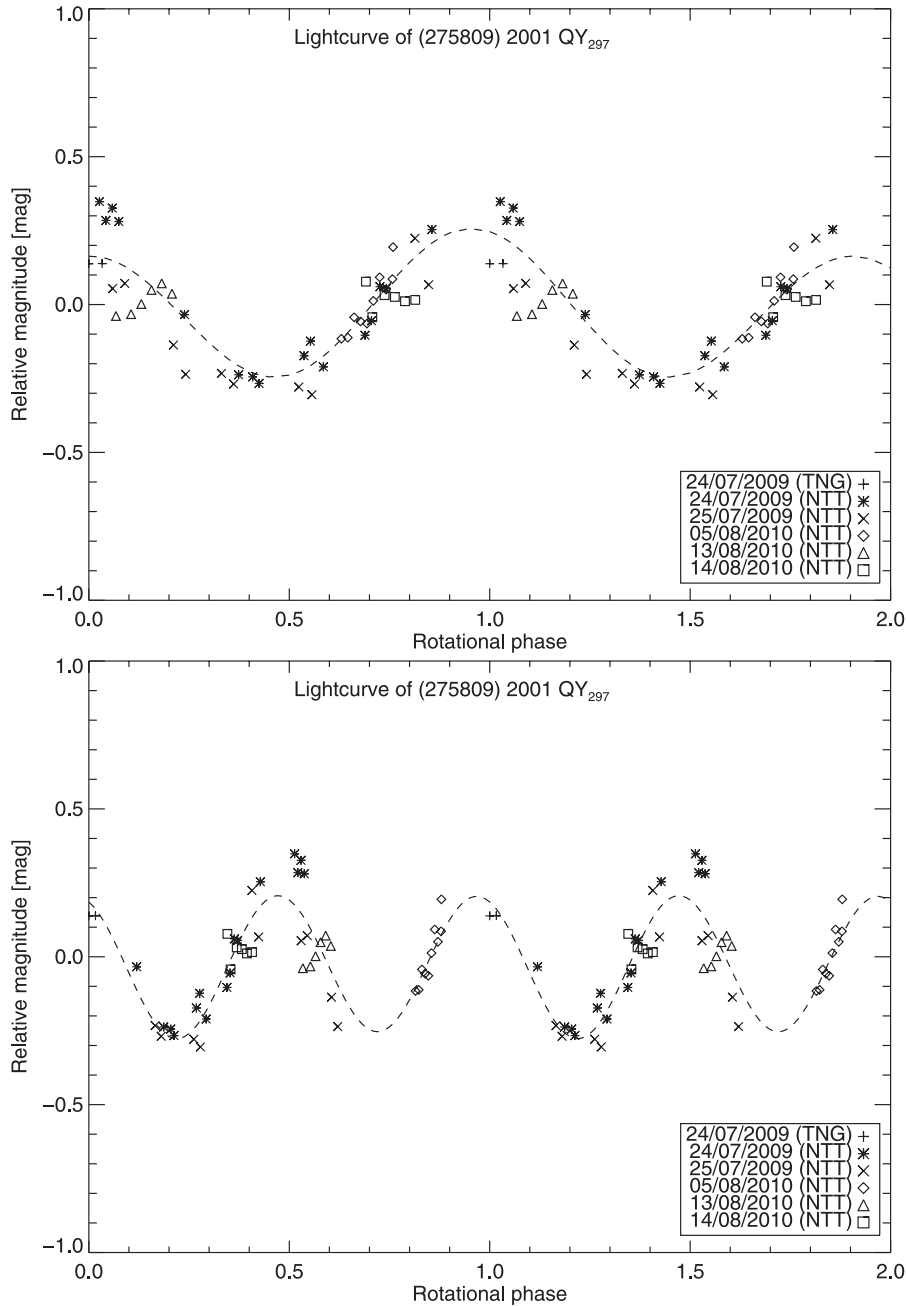 1.0
Lightcurve of (275809) 2001 QY297
0.5
Relative magnitude [mag]
0.0
−0.5
24/07/2009 (TNG)
24/07/2009 (NTT)
25/07/2009 (NTT)
05/08/2010 (NTT)
13/08/2010 (NTT)
14/08/2010 (NTT)
−1.0
0.0 0.5 1.0 1.5 2.0
Rotational phase
1.0
Lightcurve of (275809) 2001 QY297
0.5
Relative magnitude [mag]
0.0
−0.5
24/07/2009 (TNG)
24/07/2009 (NTT)
25/07/2009 (NTT)
05/08/2010 (NTT)
13/08/2010 (NTT)
14/08/2010 (NTT)
−1.0
0.0 0.5 1.0 1.5 2.0
Rotational phase